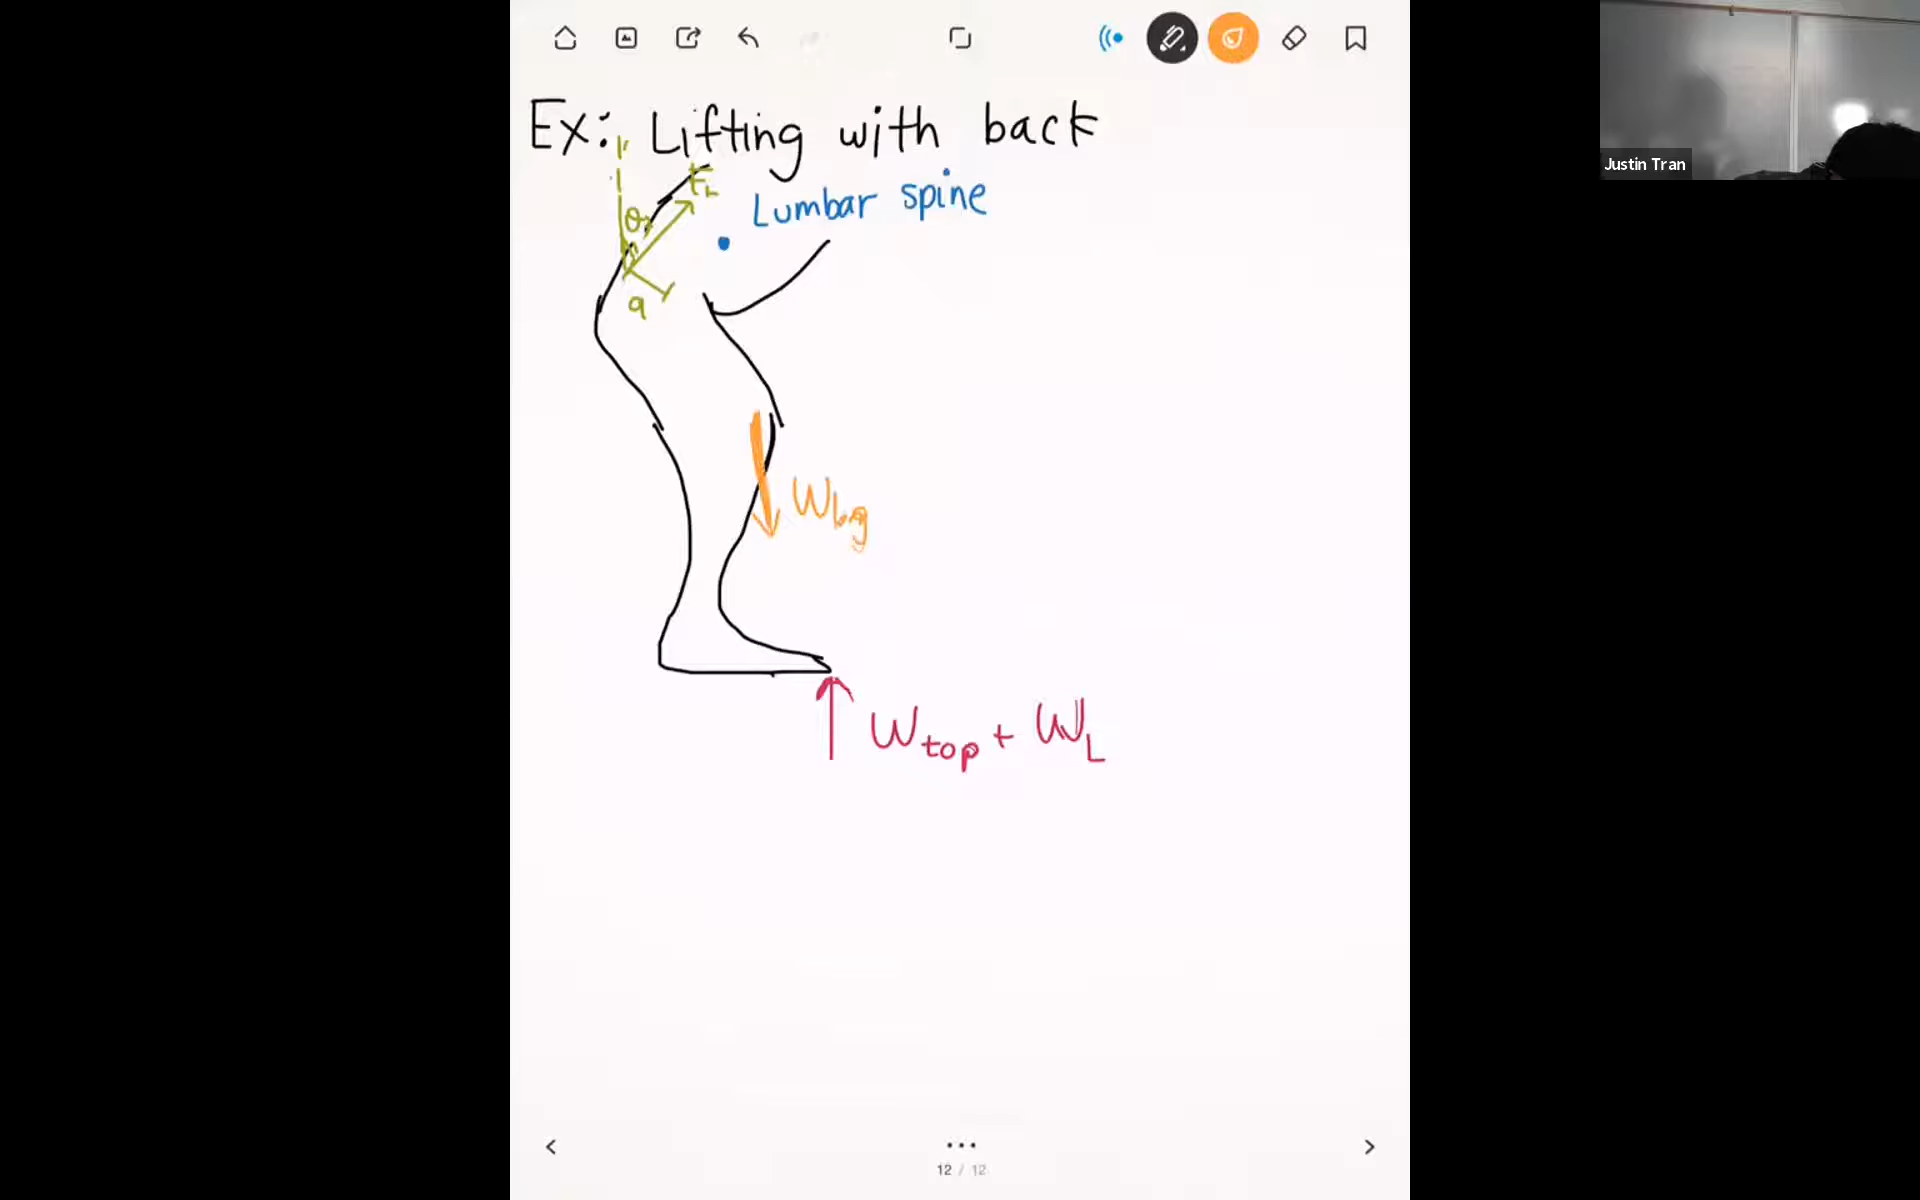 Ex: Lifting with back
Justin Tran
Lumbar spine
θ
F_L
a
W_leg
W_top + W_L
12 / 12